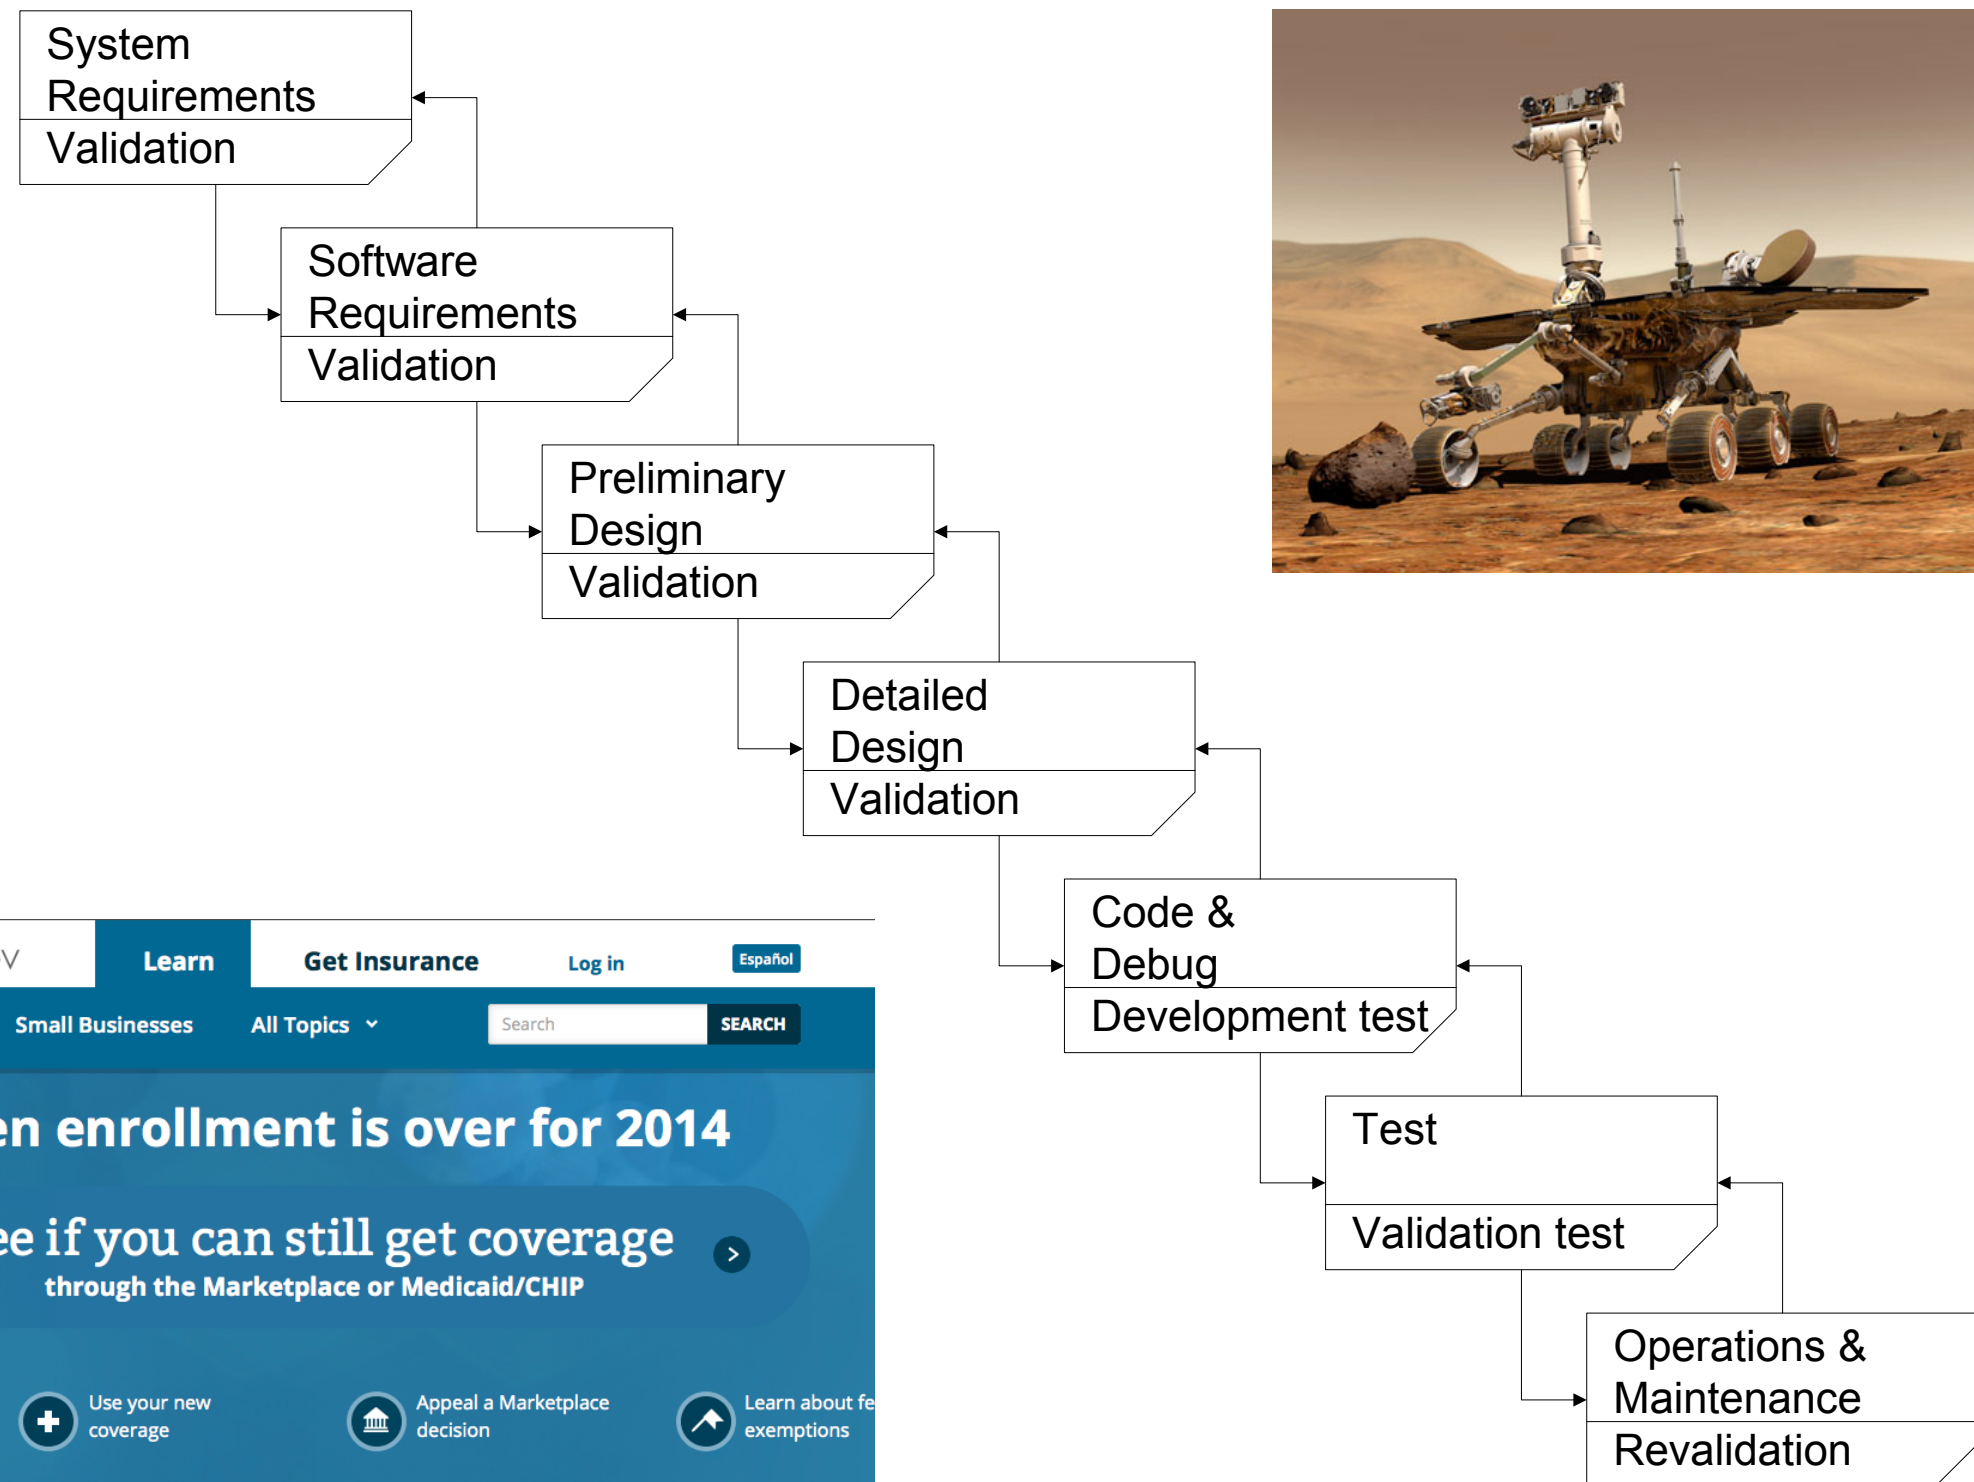 System
Requirements
Validation
Software
Requirements
Validation
Preliminary
Design
Validation
Detailed
Design
Validation
Code &
Debug
Development test
Test
Validation test
Operations &
Maintenance
Revalidation
Learn
Get Insurance
Log in
Español
Small Businesses
All Topics
Search
SEARCH
en enrollment is over for 2014
ee if you can still get coverage
through the Marketplace or Medicaid/CHIP
Use your new
coverage
Appeal a Marketplace
decision
Learn about fe
exemptions